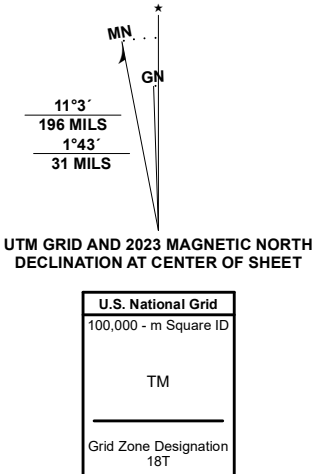 ★
MN
GN
11°3´
196 MILS
1°43´
31 MILS
UTM GRID AND 2023 MAGNETIC NORTH
DECLINATION AT CENTER OF SHEET
U.S. National Grid
100,000 - m Square ID
TM
Grid Zone Designation
18T